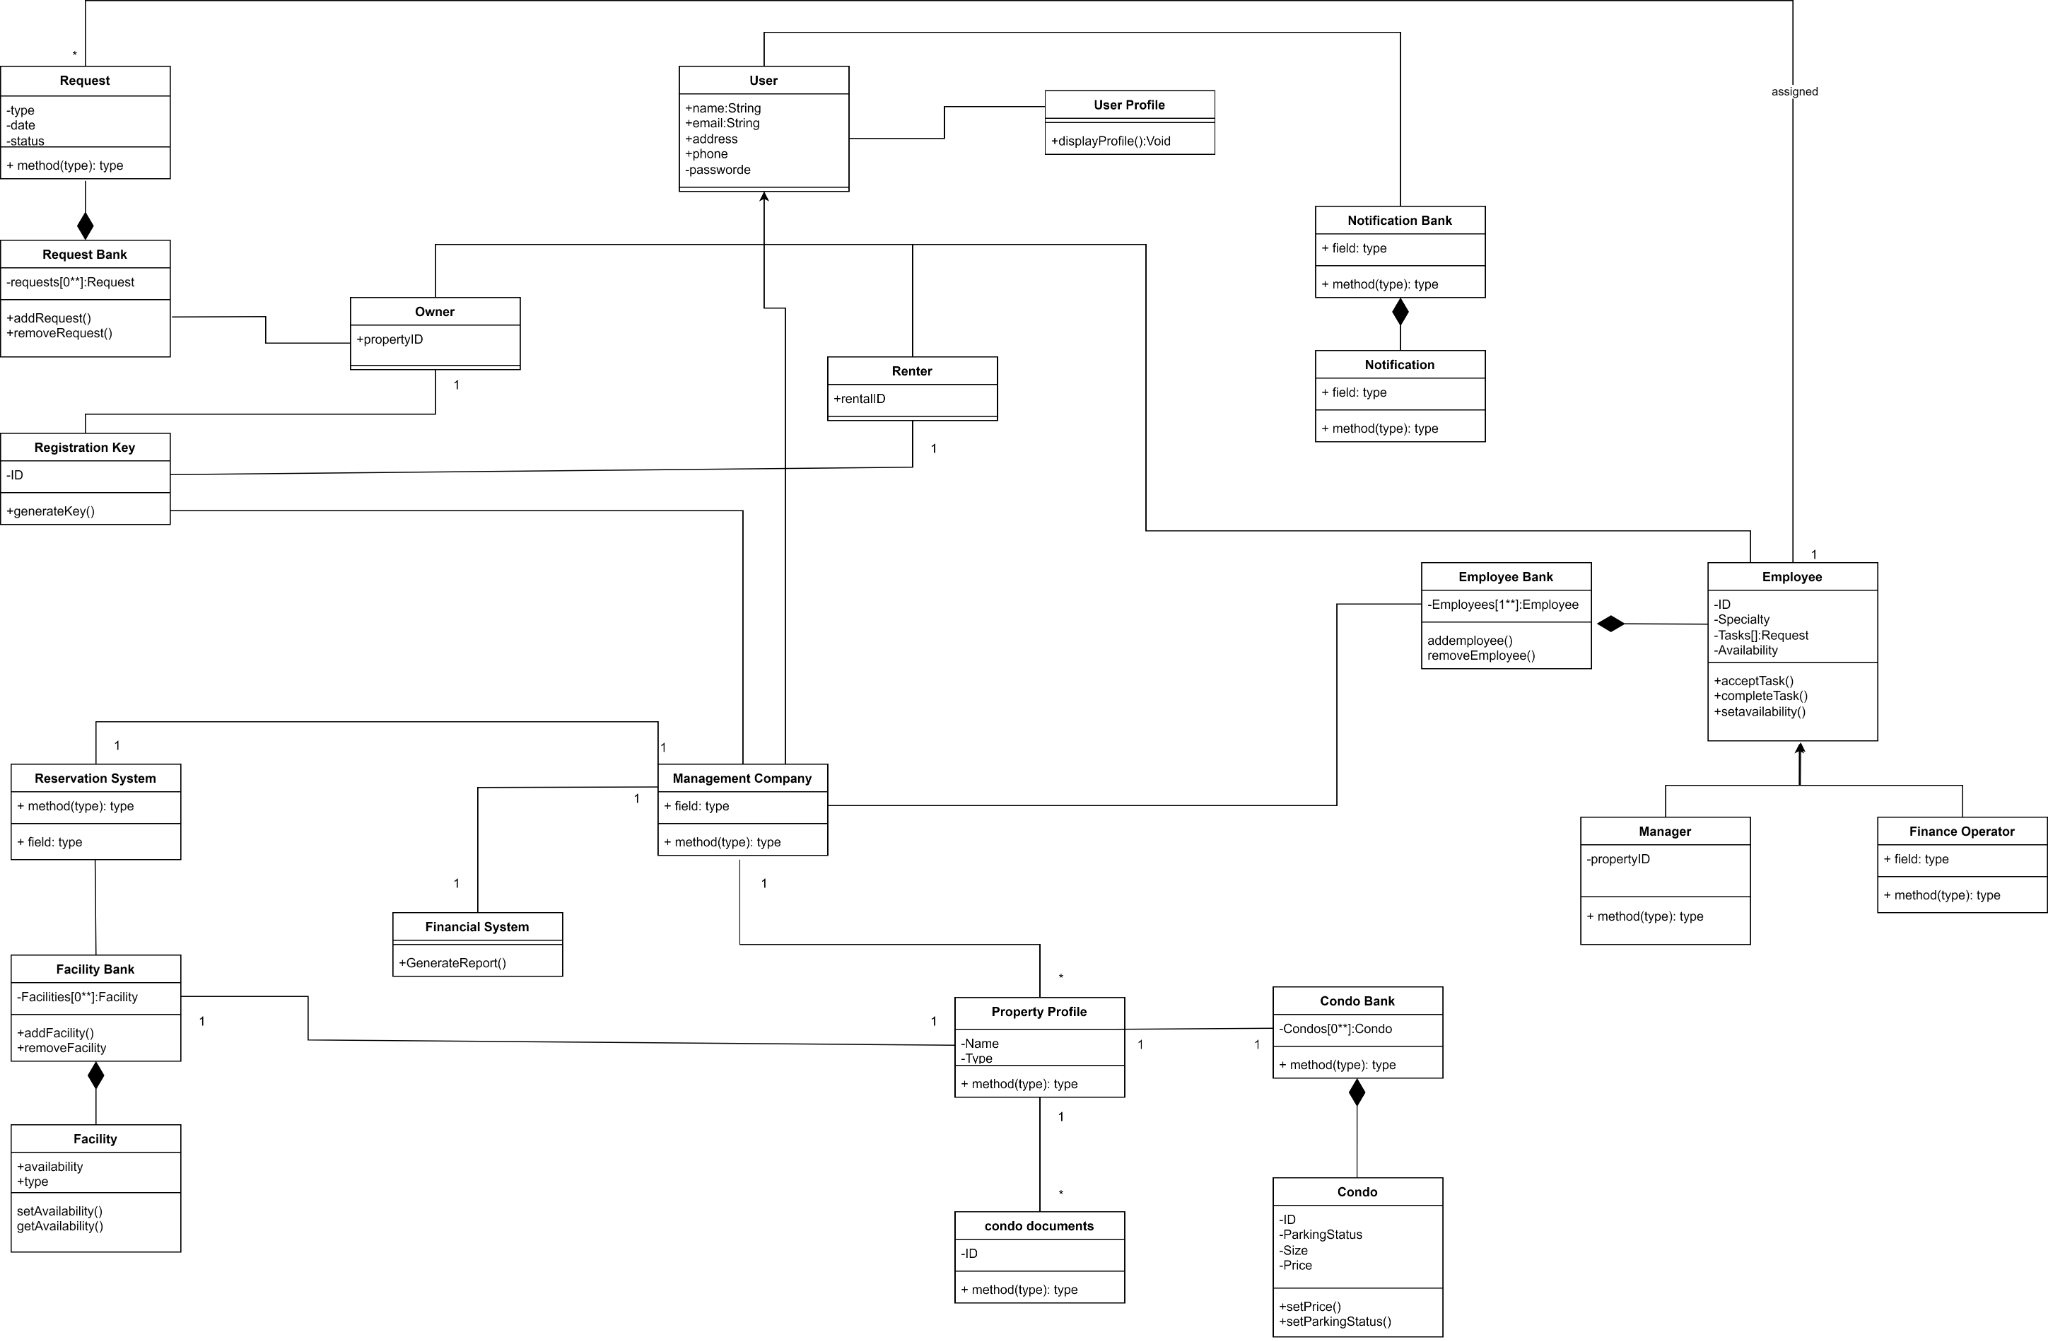 *
Request
-type
-date
-status
+ method(type): type
User
+name:String
+email:String
+address
+phone
-passworde
User Profile
+displayProfile():Void
assigned
Request Bank
-requests[0**]:Request
+addRequest()
+removeRequest()
Notification Bank
+ field: type
+ method(type): type
Owner
+propertyID
1
Notification
+ field: type
+ method(type): type
Renter
+rentalID
1
Registration Key
-ID
+generateKey()
1
Employee Bank
-Employees[1**]:Employee
addemployee()
removeEmployee()
Employee
-ID
-Specialty
-Tasks[]:Request
-Availability
+acceptTask()
+completeTask()
+setavailability()
1
1
Reservation System
+ method(type): type
+ field: type
1
Management Company
+ field: type
+ method(type): type
Manager
-propertyID
+ method(type): type
Finance Operator
+ field: type
+ method(type): type
1
1
Financial System
+GenerateReport()
Facility Bank
-Facilities[0**]:Facility
+addFacility()
+removeFacility
1
*
1
Property Profile
-Name
-Type
+ method(type): type
1
1
Condo Bank
-Condos[0**]:Condo
+ method(type): type
1
*
Facility
+availability
+type
setAvailability()
getAvailability()
condo documents
-ID
+ method(type): type
Condo
-ID
-ParkingStatus
-Size
-Price
+setPrice()
+setParkingStatus()